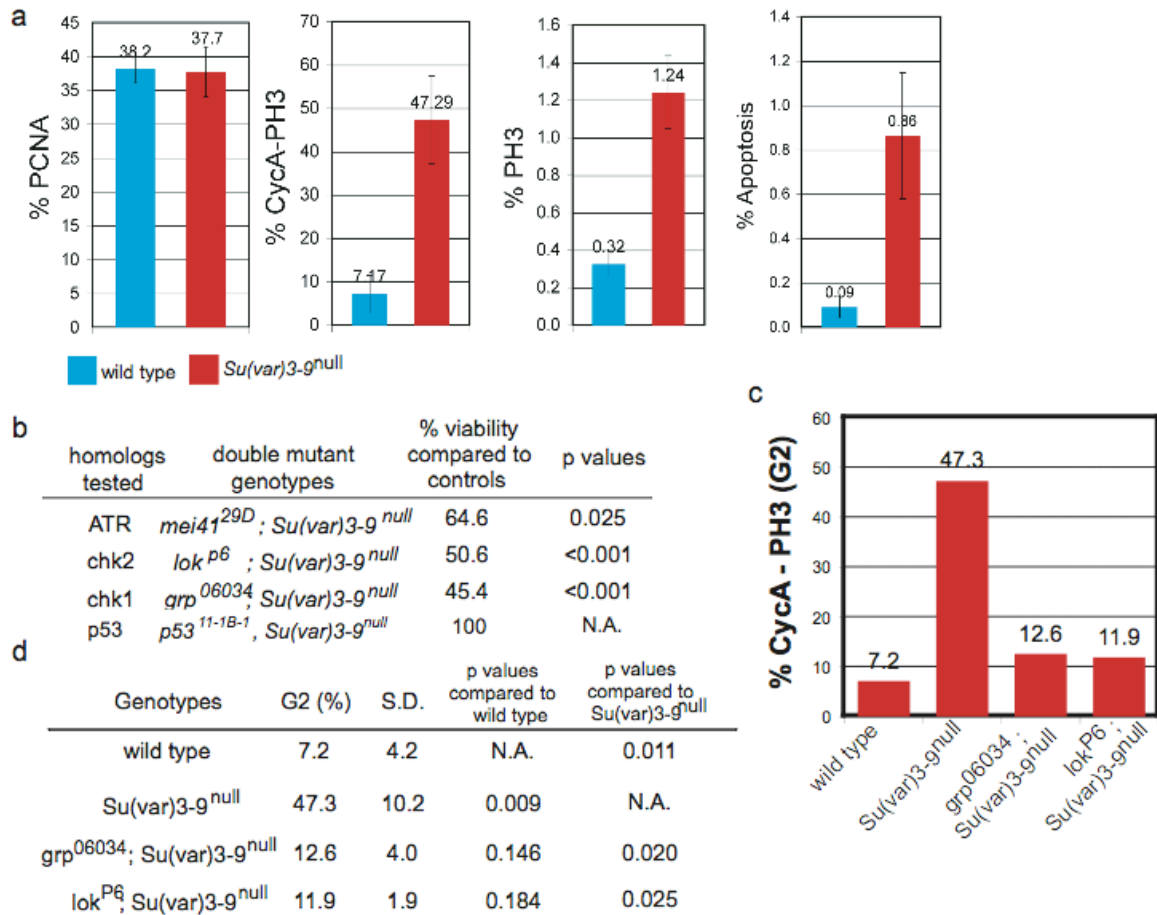 a
% PCNA
45
40
35
30
25
20
15
10
5
0
38.2
37.7
% CycA-PH3
70
60
50
40
30
20
10
0
7.17
47.29
% PH3
1.6
1.4
1.2
1.0
0.8
0.6
0.4
0.2
0.0
0.32
1.24
% Apoptosis
1.4
1.2
1.0
0.8
0.6
0.4
0.2
0.0
0.09
0.86
wild type Su(var)3-9null
b
homologs tested double mutant genotypes % viability compared to controls p values
ATR mei4129D ; Su(var)3-9 null 64.6 0.025
chk2 lok p6 ; Su(var)3-9 null 50.6 <0.001
chk1 grp 06034; Su(var)3-9 null 45.4 <0.001
p53 p53 11-1B-1 , Su(var)3-9 null 100 N.A.
c
% CycA - PH3 (G2)
60
50
40
30
20
10
0
7.2
47.3
12.6
11.9
wild type
Su(var)3-9null
grp06034 ;
Su(var)3-9null
lokP6 ;
Su(var)3-9null
d
Genotypes G2 (%) S.D. p values compared to wild type p values compared to Su(var)3-9null
wild type 7.2 4.2 N.A. 0.011
Su(var)3-9null 47.3 10.2 0.009 N.A.
grp06034; Su(var)3-9null 12.6 4.0 0.146 0.020
lokP6; Su(var)3-9null 11.9 1.9 0.184 0.025